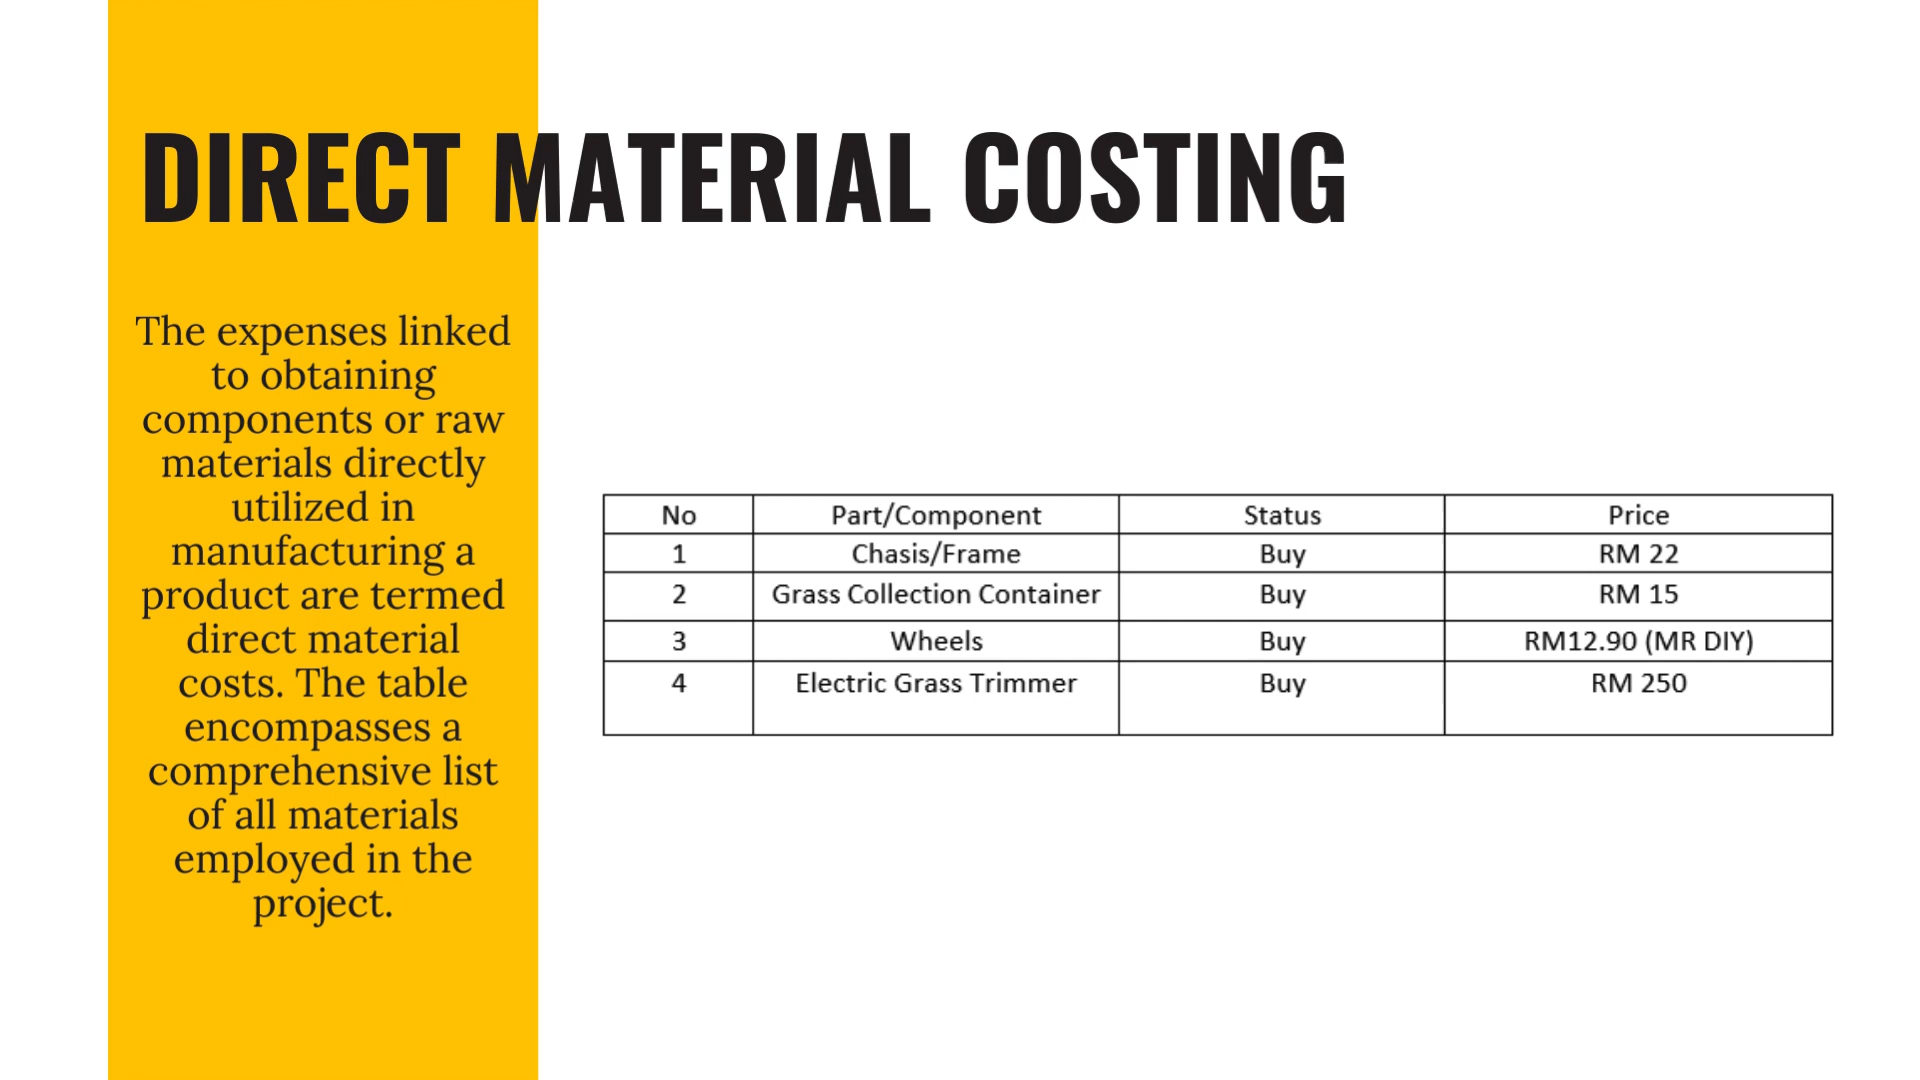 DIRECT MATERIAL COSTING
The expenses linked
to obtaining
components or raw
materials directly
utilized in
manufacturing a
product are termed
direct material
costs. The table
encompasses a
comprehensive list
of all materials
employed in the
project.
No Part/Component Status Price
1 Chasis/Frame Buy RM 22
2 Grass Collection Container Buy RM 15
3 Wheels Buy RM12.90 (MR DIY)
4 Electric Grass Trimmer Buy RM 250